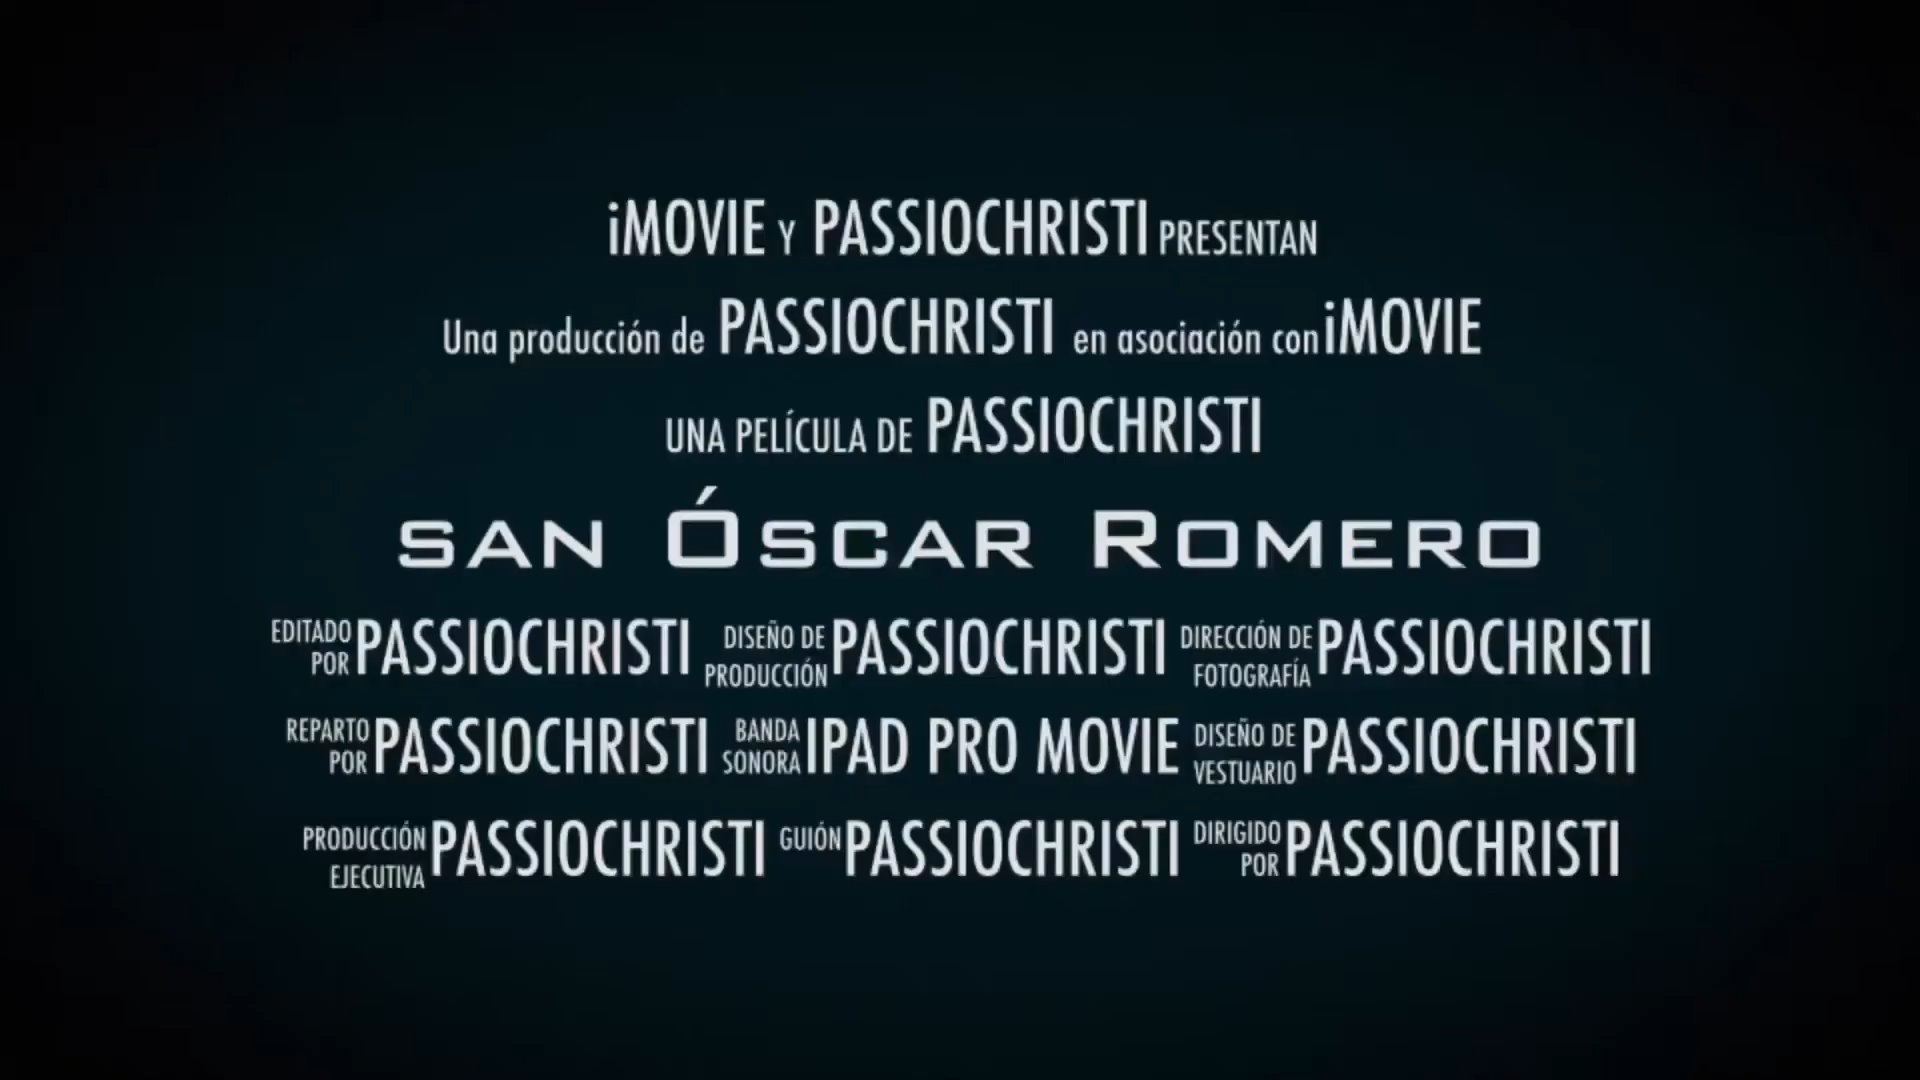 iMOVIE Y PASSIOCHRISTI PRESENTAN
Una producción de PASSIOCHRISTI en asociación con iMOVIE
UNA PELÍCULA DE PASSIOCHRISTI
SAN ÓSCAR ROMERO
EDITADO POR PASSIOCHRISTI DISEÑO DE PRODUCCIÓN PASSIOCHRISTI DIRECCIÓN DE FOTOGRAFÍA PASSIOCHRISTI
REPARTO POR PASSIOCHRISTI BANDA SONORA IPAD PRO MOVIE DISEÑO DE VESTUARIO PASSIOCHRISTI
PRODUCCIÓN EJECUTIVA PASSIOCHRISTI GUIÓN PASSIOCHRISTI DIRIGIDO POR PASSIOCHRISTI